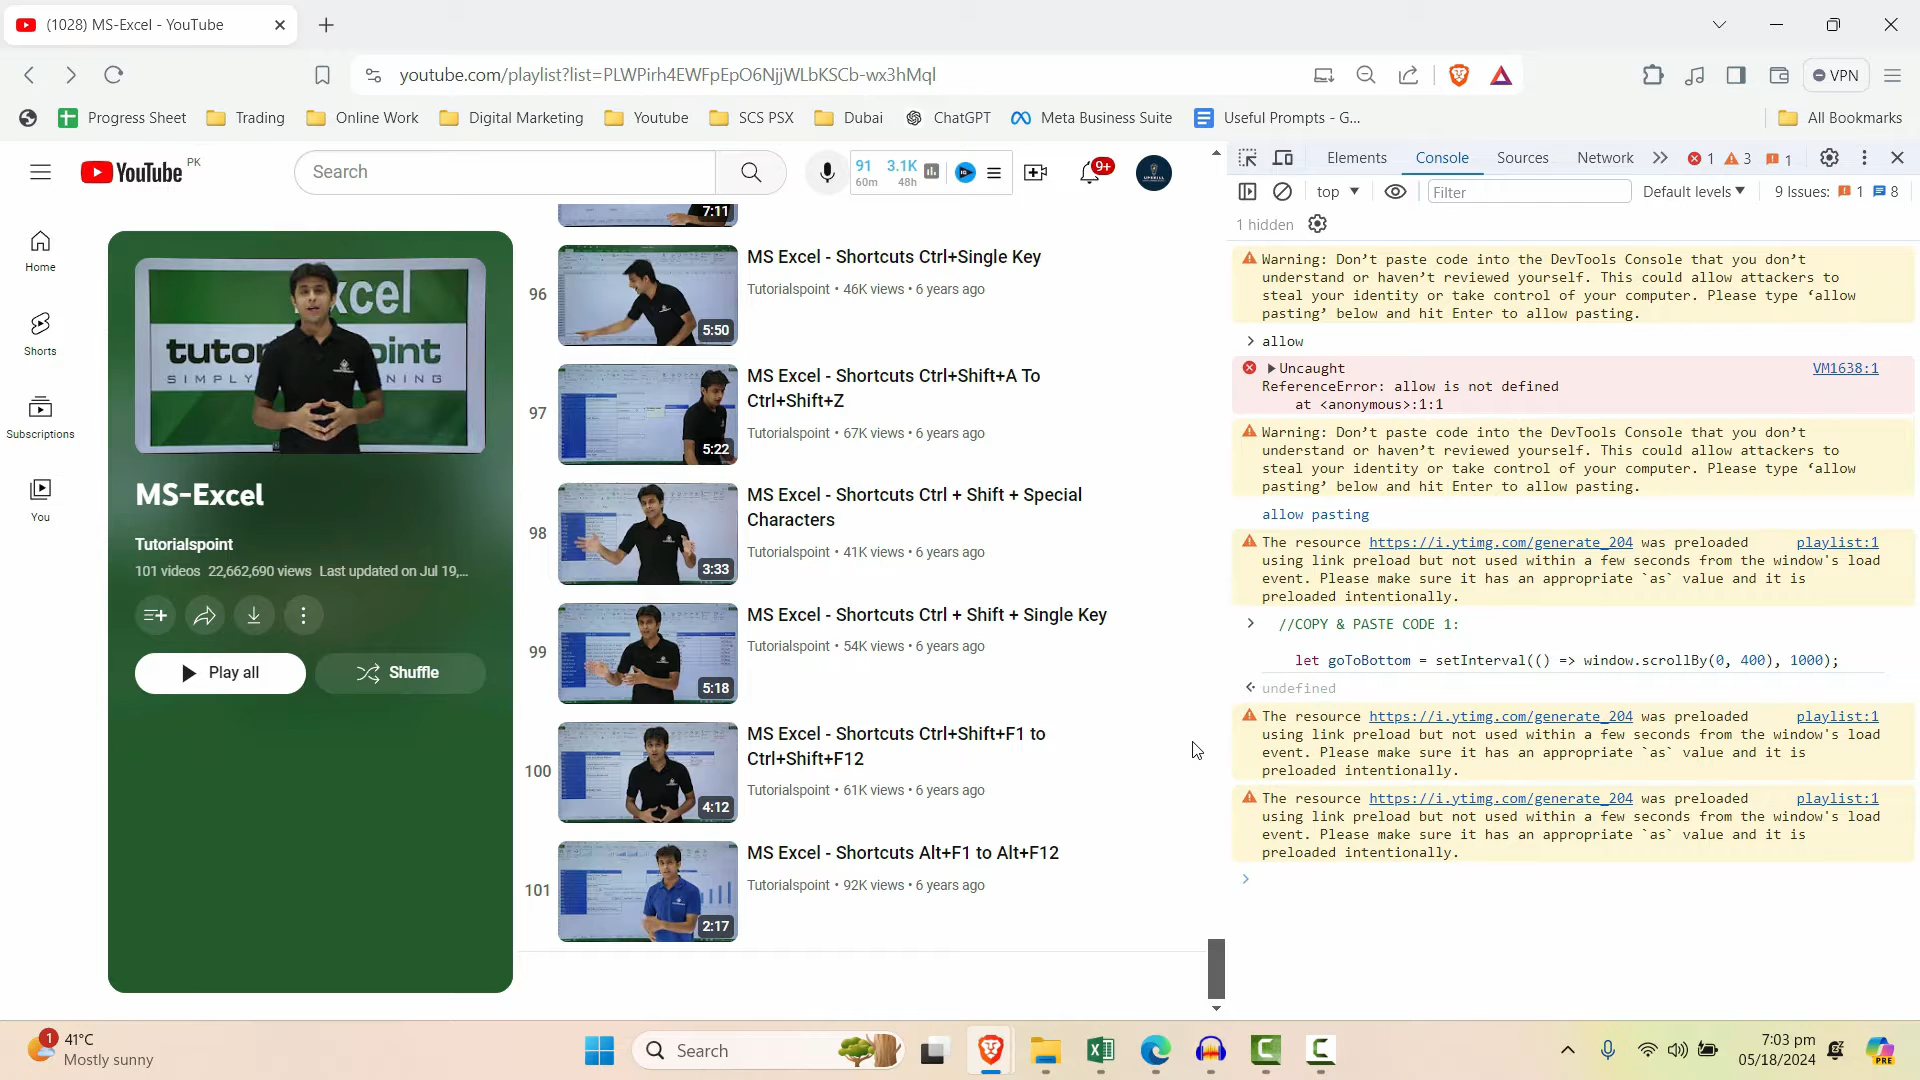 (1028) MS-Excel - YouTube
youtube.com/playlist?list=PLWPirh4EWFpEpO6NjjWLbKSCb-wx3hMql
VPN
Progress Sheet
Trading
Online Work
Digital Marketing
Youtube
SCS PSX
Dubai
ChatGPT
Meta Business Suite
Useful Prompts - G...
All Bookmarks
YouTube PK
Search
91 60m
3.1K 48h
9+
Home
Shorts
Subscriptions
You
MS-Excel
Tutorialspoint
101 videos 22,662,690 views Last updated on Jul 19,...
Play all
Shuffle
7:11
96
5:50
MS Excel - Shortcuts Ctrl+Single Key
Tutorialspoint • 46K views • 6 years ago
97
5:22
MS Excel - Shortcuts Ctrl+Shift+A To
Ctrl+Shift+Z
Tutorialspoint • 67K views • 6 years ago
98
3:33
MS Excel - Shortcuts Ctrl + Shift + Special
Characters
Tutorialspoint • 41K views • 6 years ago
99
5:18
MS Excel - Shortcuts Ctrl + Shift + Single Key
Tutorialspoint • 54K views • 6 years ago
100
4:12
MS Excel - Shortcuts Ctrl+Shift+F1 to
Ctrl+Shift+F12
Tutorialspoint • 61K views • 6 years ago
101
2:17
MS Excel - Shortcuts Alt+F1 to Alt+F12
Tutorialspoint • 92K views • 6 years ago
Elements
Console
Sources
Network
1
3
1
top
Filter
Default levels
9 Issues: 1 8
1 hidden
Warning: Don’t paste code into the DevTools Console that you don’t
understand or haven’t reviewed yourself. This could allow attackers to
steal your identity or take control of your computer. Please type ‘allow
pasting’ below and hit Enter to allow pasting.
allow
Uncaught VM1638:1
ReferenceError: allow is not defined
at <anonymous>:1:1
Warning: Don’t paste code into the DevTools Console that you don’t
understand or haven’t reviewed yourself. This could allow attackers to
steal your identity or take control of your computer. Please type ‘allow
pasting’ below and hit Enter to allow pasting.
allow pasting
The resource https://i.ytimg.com/generate_204 was preloaded playlist:1
using link preload but not used within a few seconds from the window's load
event. Please make sure it has an appropriate `as` value and it is
preloaded intentionally.
//COPY & PASTE CODE 1:
let goToBottom = setInterval(() => window.scrollBy(0, 400), 1000);
undefined
The resource https://i.ytimg.com/generate_204 was preloaded playlist:1
using link preload but not used within a few seconds from the window's load
event. Please make sure it has an appropriate `as` value and it is
preloaded intentionally.
The resource https://i.ytimg.com/generate_204 was preloaded playlist:1
using link preload but not used within a few seconds from the window's load
event. Please make sure it has an appropriate `as` value and it is
preloaded intentionally.
1
41°C
Mostly sunny
Search
7:03 pm
05/18/2024
PRE